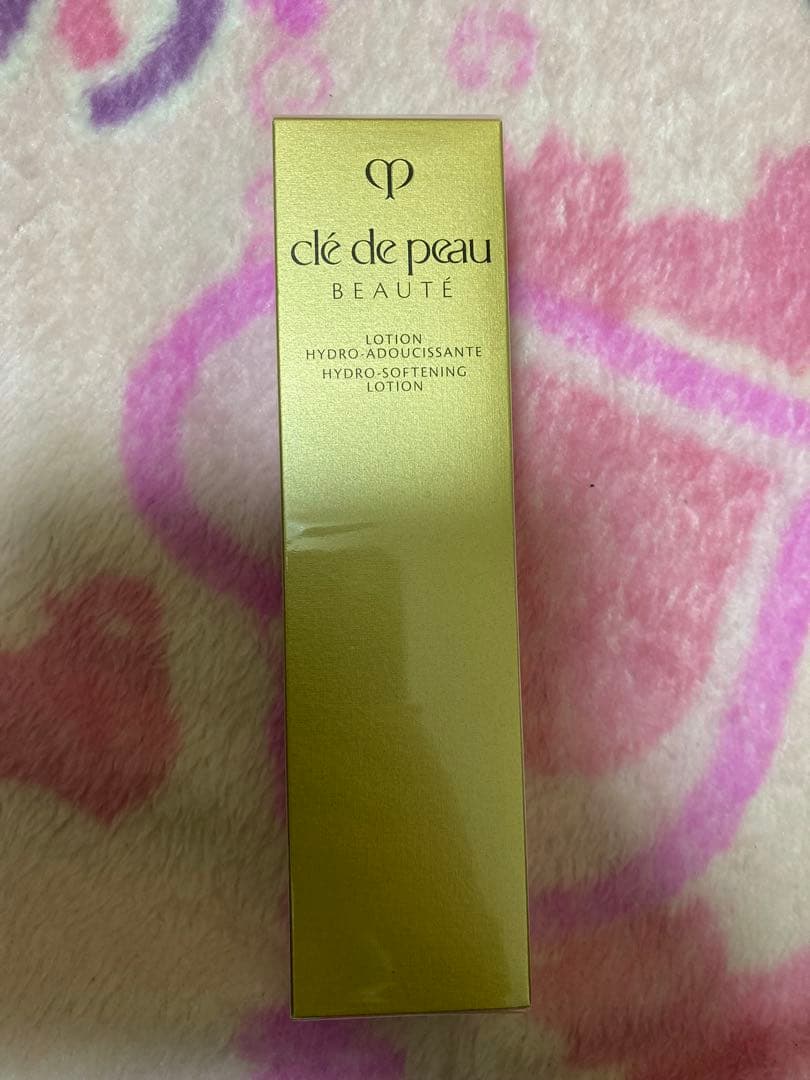 clé de peau
BEAUTÉ
LOTION
HYDRO-ADOUCISSANTE
HYDRO-SOFTENING
LOTION